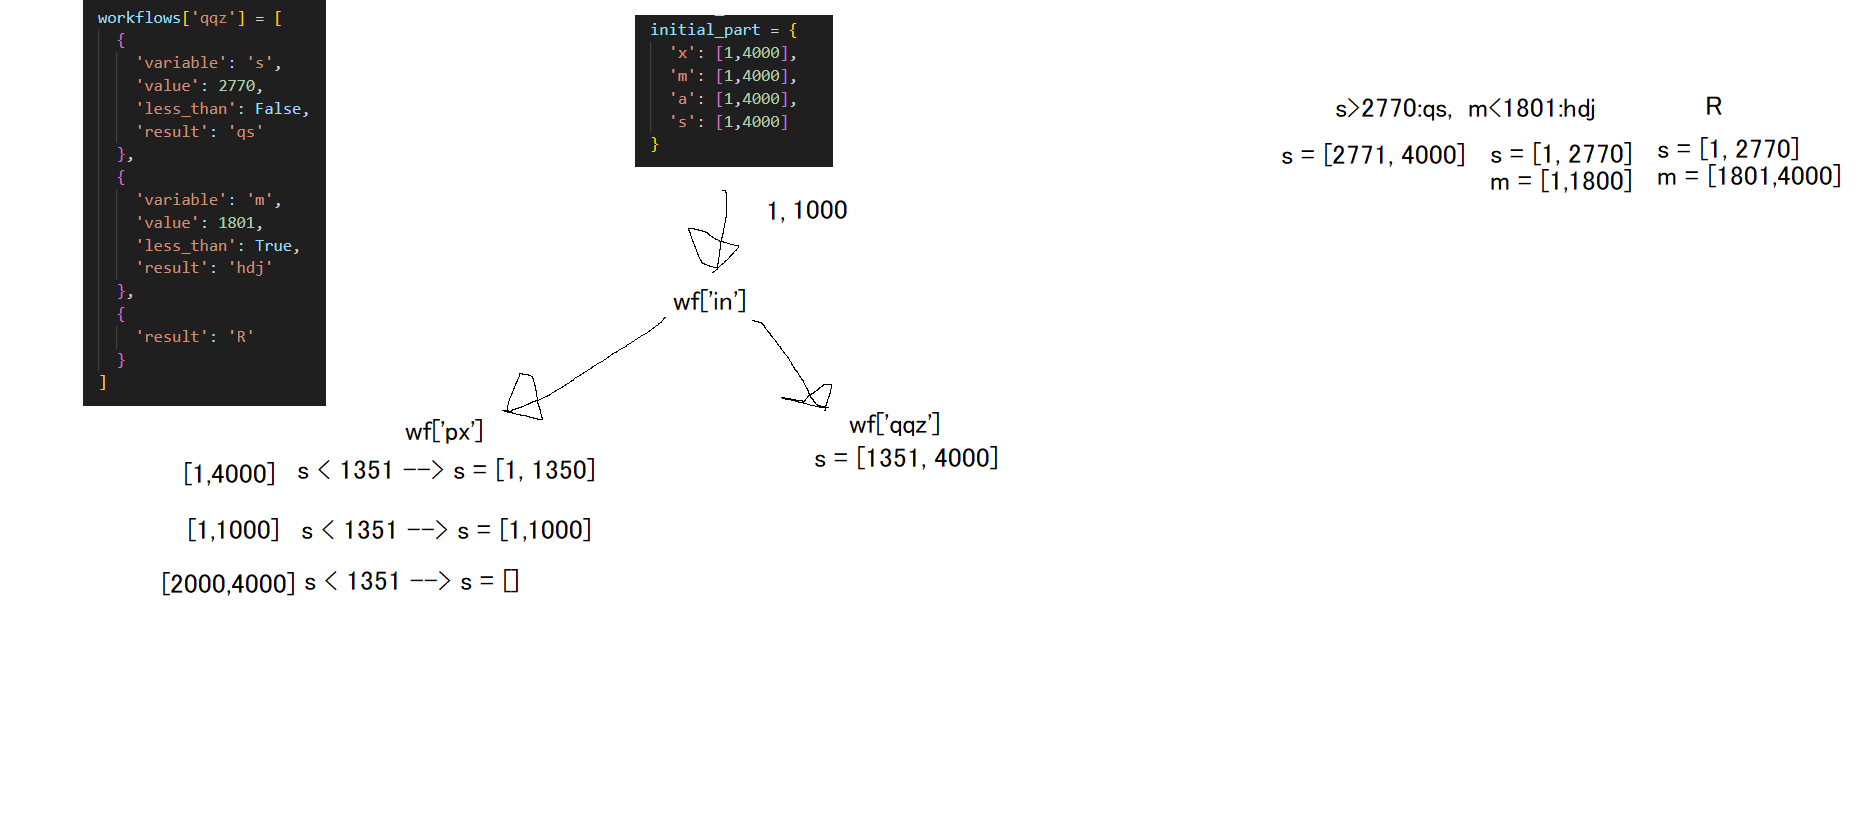 workflows['qqz'] = [
{
'variable': 's',
'value': 2770,
'less_than': False,
'result': 'qs'
},
{
'variable': 'm',
'value': 1801,
'less_than': True,
'result': 'hdj'
},
{
'result': 'R'
}
]
initial_part = {
'x': [1,4000],
'm': [1,4000],
'a': [1,4000],
's': [1,4000]
}
1, 1000
wf['in']
wf['px']
[1,4000] s < 1351 --> s = [1, 1350]
[1,1000] s < 1351 --> s = [1,1000]
[2000,4000] s < 1351 --> s = []
wf['qqz']
s = [1351, 4000]
s>2770:qs, m<1801:hdj R
s = [2771, 4000]
s = [1, 2770]
m = [1,1800]
s = [1, 2770]
m = [1801,4000]